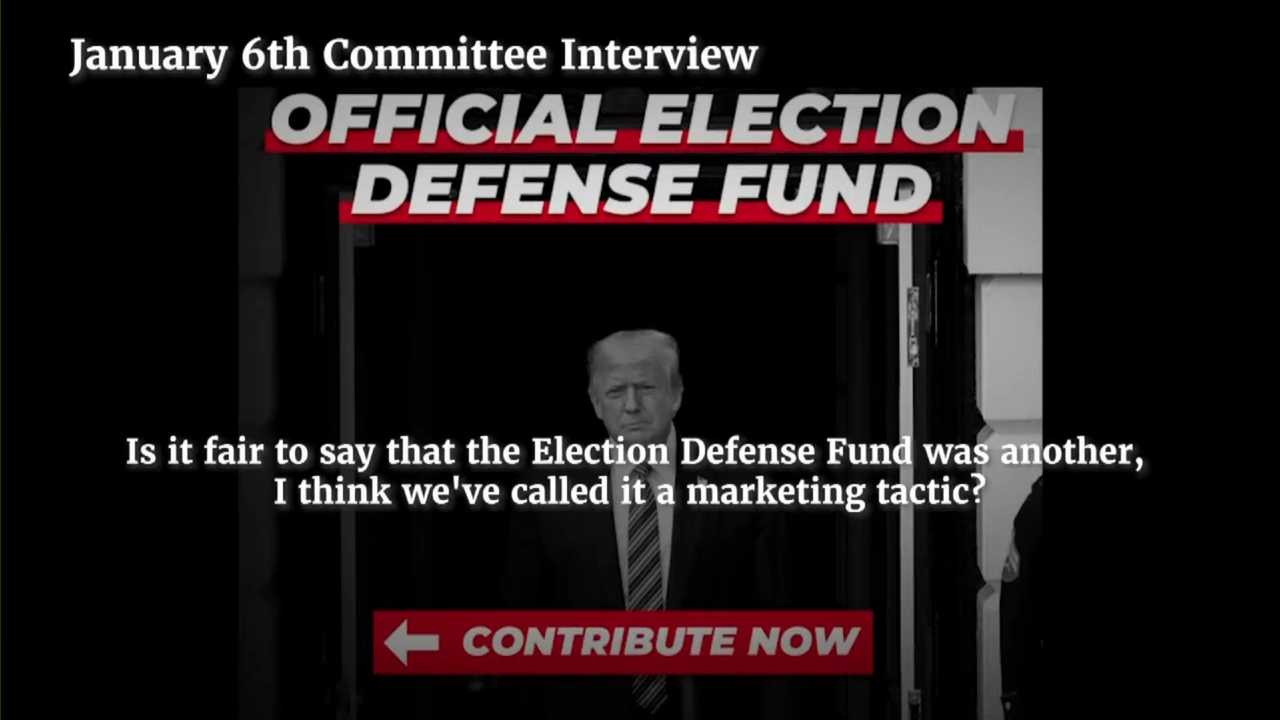 January 6th Committee Interview
OFFICIAL ELECTION
DEFENSE FUND
Is it fair to say that the Election Defense Fund was another,
I think we've called it a marketing tactic?
CONTRIBUTE NOW